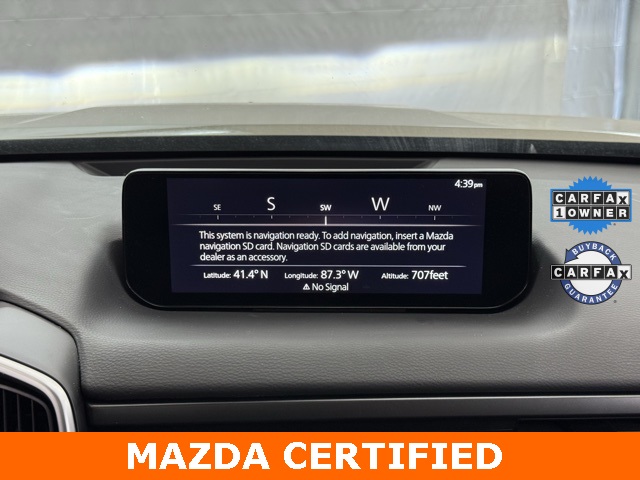 4:39pm
SE S SW W NW
This system is navigation ready. To add navigation, insert a Mazda
navigation SD card. Navigation SD cards are available from your
dealer as an accessory.
Latitude: 41.4° N Longitude: 87.3° W Altitude: 707feet
⚠ No Signal
CARFAX
1 OWNER
BUYBACK
CARFAX
GUARANTEE
MAZDA CERTIFIED